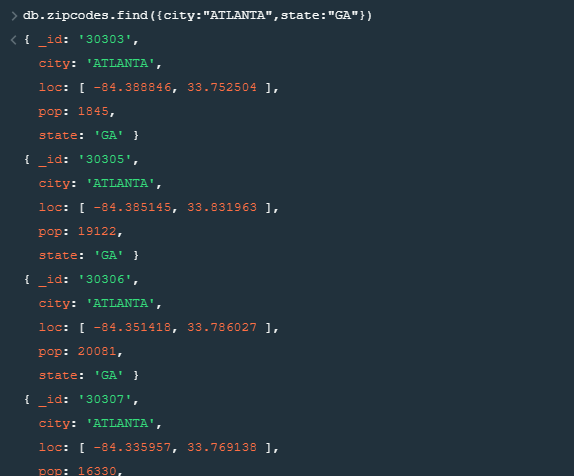 > db.zipcodes.find({city:"ATLANTA",state:"GA"})
< { _id: '30303',
city: 'ATLANTA',
loc: [ -84.388846, 33.752504 ],
pop: 1845,
state: 'GA' }
{ _id: '30305',
city: 'ATLANTA',
loc: [ -84.385145, 33.831963 ],
pop: 19122,
state: 'GA' }
{ _id: '30306',
city: 'ATLANTA',
loc: [ -84.351418, 33.786027 ],
pop: 20081,
state: 'GA' }
{ _id: '30307',
city: 'ATLANTA',
loc: [ -84.335957, 33.769138 ],
pop: 16330,